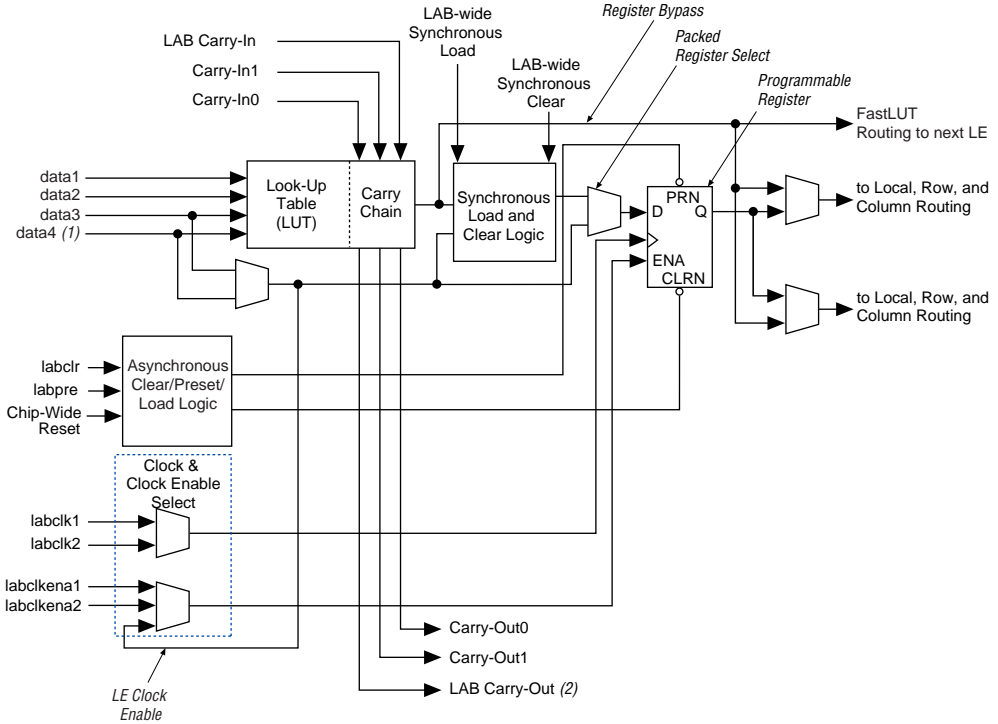 Register Bypass
LAB-wide
Synchronous
Load
Packed
Register Select
LAB Carry-In
LAB-wide
Synchronous
Clear
Carry-In1
Programmable
Register
Carry-In0
FastLUT
Routing to next LE
data1
data2
data3
data4 (1)
Look-Up
Table
(LUT)
Carry
Chain
Synchronous
Load and
Clear Logic
PRN
D
Q
ENA
CLRN
to Local, Row, and
Column Routing
to Local, Row, and
Column Routing
labclr
labpre
Chip-Wide
Reset
Asynchronous
Clear/Preset/
Load Logic
Clock &
Clock Enable
Select
labclk1
labclk2
labclkena1
labclkena2
Carry-Out0
Carry-Out1
LAB Carry-Out (2)
LE Clock
Enable